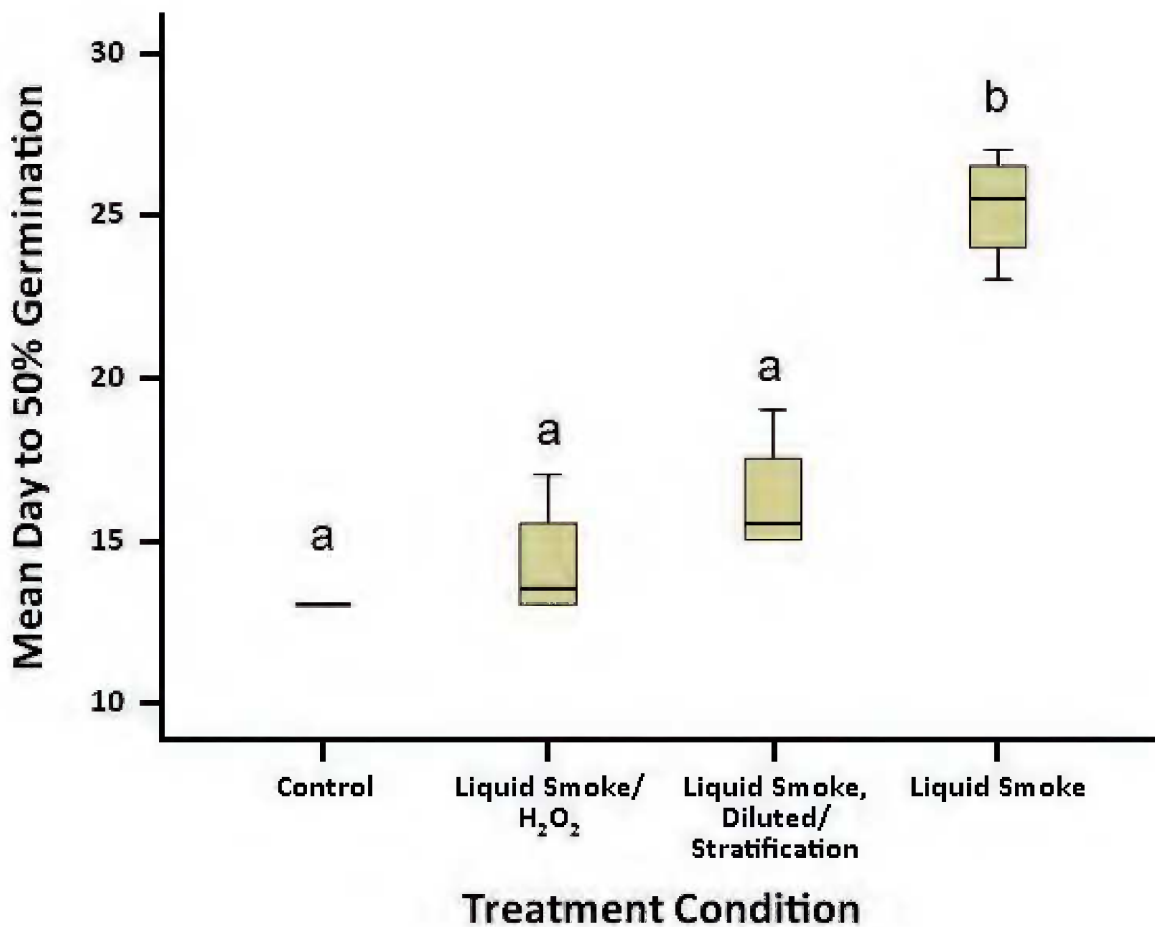 Mean Day to 50% Germination
30
25
20
15
10
a
a
a
b
Control
Liquid Smoke/
H₂O₂
Liquid Smoke,
Diluted/
Stratification
Liquid Smoke
Treatment Condition